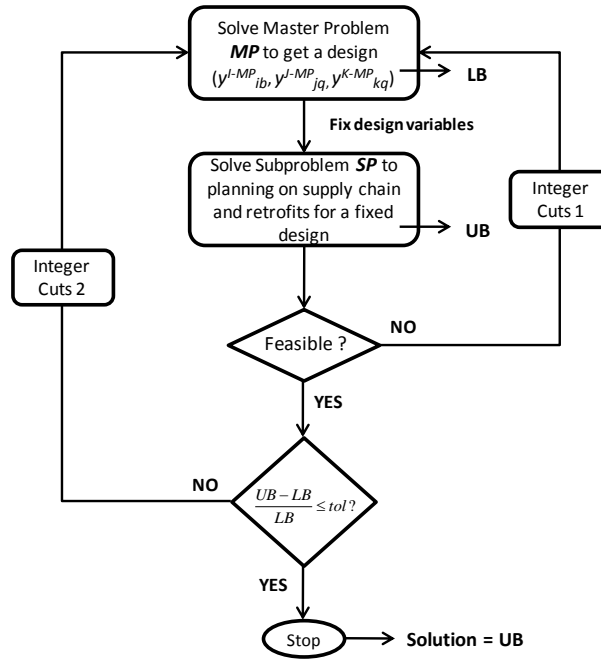 Solve Master Problem
MP to get a design
(y^{I-MP}_{ib}, y^{J-MP}_{jq}, y^{K-MP}_{kq})
LB
Fix design variables
Solve Subproblem SP to
planning on supply chain
and retrofits for a fixed
design
UB
Integer
Cuts 1
Integer
Cuts 2
Feasible ?
NO
YES
NO
\frac{UB-LB}{LB} ≤ tol?
YES
Stop
Solution = UB